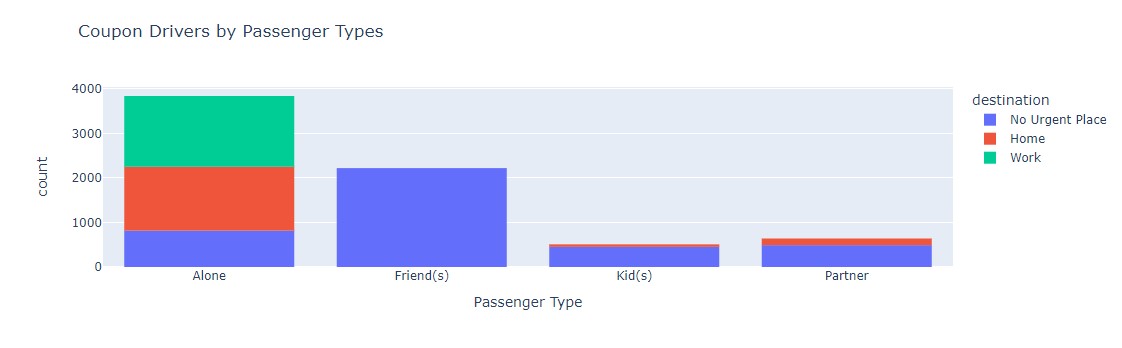 Coupon Drivers by Passenger Types
4000
3000
2000
1000
0
count
Alone
Friend(s)
Kid(s)
Partner
Passenger Type
destination
No Urgent Place
Home
Work